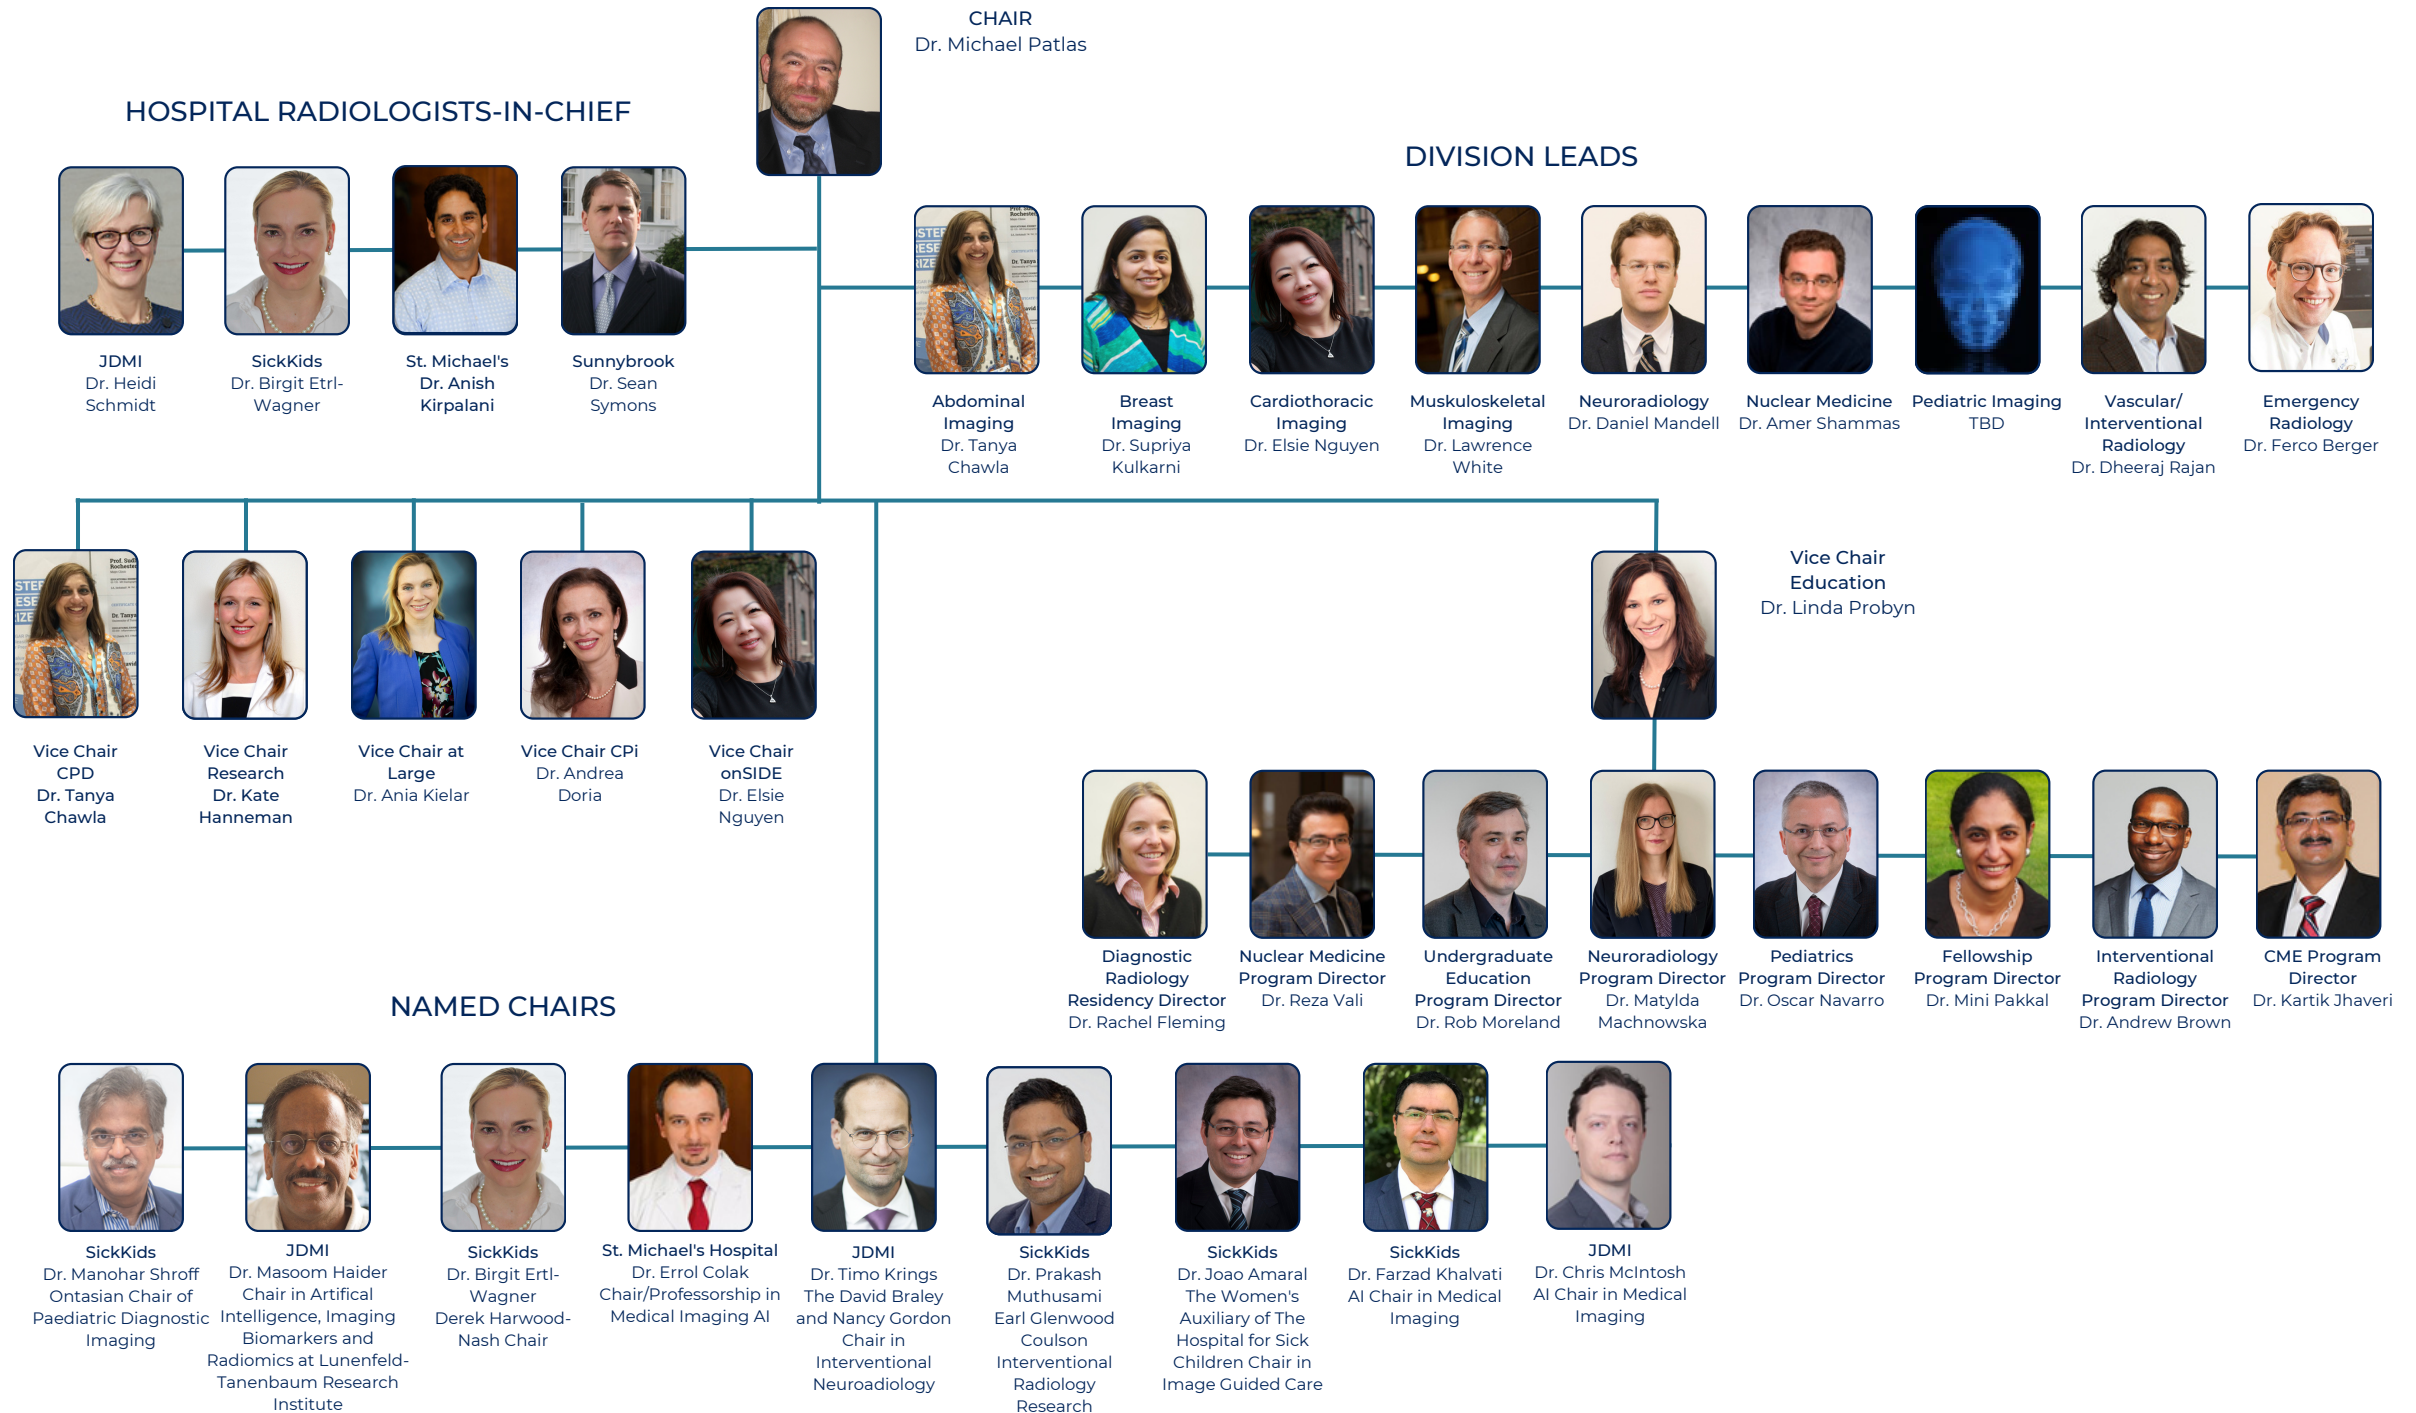 CHAIR
Dr. Michael Patlas
HOSPITAL RADIOLOGISTS-IN-CHIEF
JDMI
Dr. Heidi
Schmidt
SickKids
Dr. Birgit Etrl-
Wagner
St. Michael's
Dr. Anish
Kirpalani
Sunnybrook
Dr. Sean
Symons
DIVISION LEADS
Abdominal
Imaging
Dr. Tanya
Chawla
Breast
Imaging
Dr. Supriya
Kulkarni
Cardiothoracic
Imaging
Dr. Elsie Nguyen
Muskuloskeletal
Imaging
Dr. Lawrence
White
Neuroradiology
Dr. Daniel Mandell
Nuclear Medicine
Dr. Amer Shammas
Pediatric Imaging
TBD
Vascular/
Interventional
Radiology
Dr. Dheeraj Rajan
Emergency
Radiology
Dr. Ferco Berger
Vice Chair
CPD
Dr. Tanya
Chawla
Vice Chair
Research
Dr. Kate
Hanneman
Vice Chair at
Large
Dr. Ania Kielar
Vice Chair CPi
Dr. Andrea
Doria
Vice Chair
onSIDE
Dr. Elsie
Nguyen
Vice Chair
Education
Dr. Linda Probyn
Diagnostic
Radiology
Residency Director
Dr. Rachel Fleming
Nuclear Medicine
Program Director
Dr. Reza Vali
Undergraduate
Education
Program Director
Dr. Rob Moreland
Neuroradiology
Program Director
Dr. Matylda
Machnowska
Pediatrics
Program Director
Dr. Oscar Navarro
Fellowship
Program Director
Dr. Mini Pakkal
Interventional
Radiology
Program Director
Dr. Andrew Brown
CME Program
Director
Dr. Kartik Jhaveri
NAMED CHAIRS
SickKids
Dr. Manohar Shroff
Ontasian Chair of
Paediatric Diagnostic
Imaging
JDMI
Dr. Masoom Haider
Chair in Artifical
Intelligence, Imaging
Biomarkers and
Radiomics at Lunenfeld-
Tanenbaum Research
Institute
SickKids
Dr. Birgit Ertl-
Wagner
Derek Harwood-
Nash Chair
St. Michael's Hospital
Dr. Errol Colak
Chair/Professorship in
Medical Imaging AI
JDMI
Dr. Timo Krings
The David Braley
and Nancy Gordon
Chair in
Interventional
Neuroadiology
SickKids
Dr. Prakash
Muthusami
Earl Glenwood
Coulson
Interventional
Radiology
Research
SickKids
Dr. Joao Amaral
The Women's
Auxiliary of The
Hospital for Sick
Children Chair in
Image Guided Care
SickKids
Dr. Farzad Khalvati
AI Chair in Medical
Imaging
JDMI
Dr. Chris McIntosh
AI Chair in Medical
Imaging